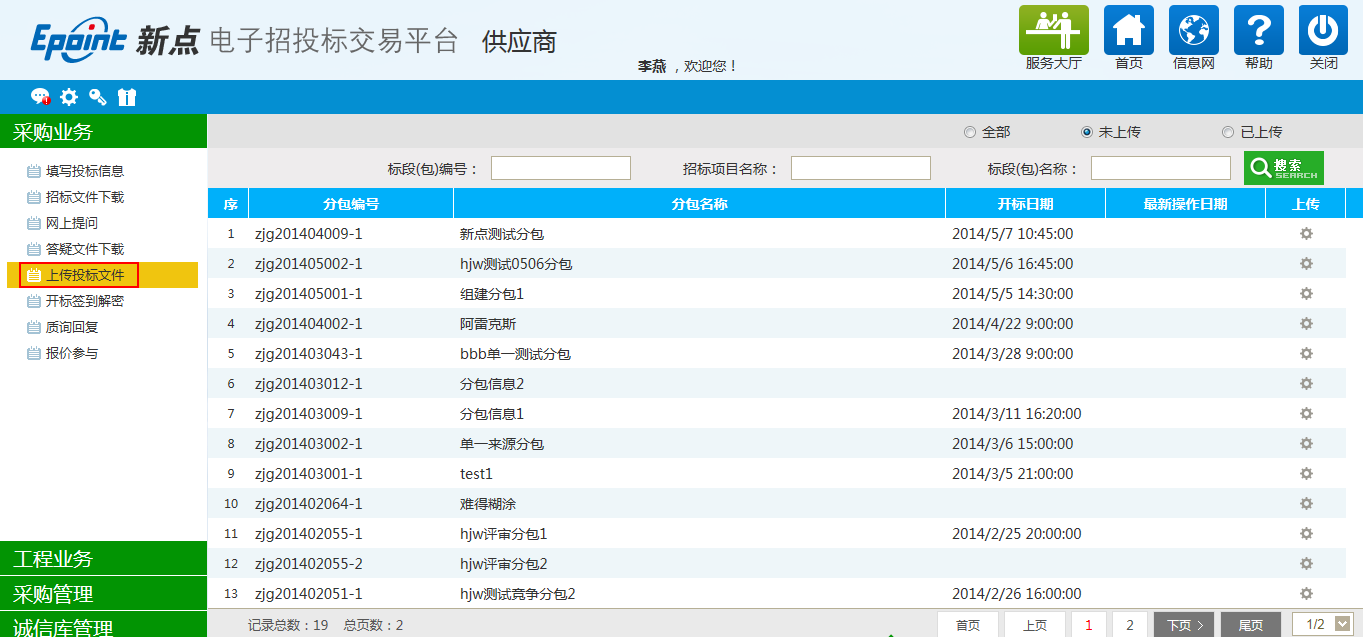 Epoint 新点 电子招投标交易平台 供应商
李燕 ，欢迎您！
服务大厅 首页 信息网 帮助 关闭
采购业务
填写投标信息
招标文件下载
网上提问
答疑文件下载
上传投标文件
开标签到解密
质询回复
报价参与
工程业务
采购管理
诚信库管理
全部 未上传 已上传
标段(包)编号： 招标项目名称： 标段(包)名称： 搜索 SEARCH
序 分包编号 分包名称 开标日期 最新操作日期 上传
1 zjg201404009-1 新点测试分包 2014/5/7 10:45:00
2 zjg201405002-1 hjw测试0506分包 2014/5/6 16:45:00
3 zjg201405001-1 组建分包1 2014/5/5 14:30:00
4 zjg201404002-1 阿雷克斯 2014/4/22 9:00:00
5 zjg201403043-1 bbb单一测试分包 2014/3/28 9:00:00
6 zjg201403012-1 分包信息2
7 zjg201403009-1 分包信息1 2014/3/11 16:20:00
8 zjg201403002-1 单一来源分包 2014/3/6 15:00:00
9 zjg201403001-1 test1 2014/3/5 21:00:00
10 zjg201402064-1 难得糊涂
11 zjg201402055-1 hjw评审分包1 2014/2/25 20:00:00
12 zjg201402055-2 hjw评审分包2
13 zjg201402051-1 hjw测试竞争分包2 2014/2/26 16:00:00
记录总数：19 总页数：2 首页 上页 1 2 下页 尾页 1/2